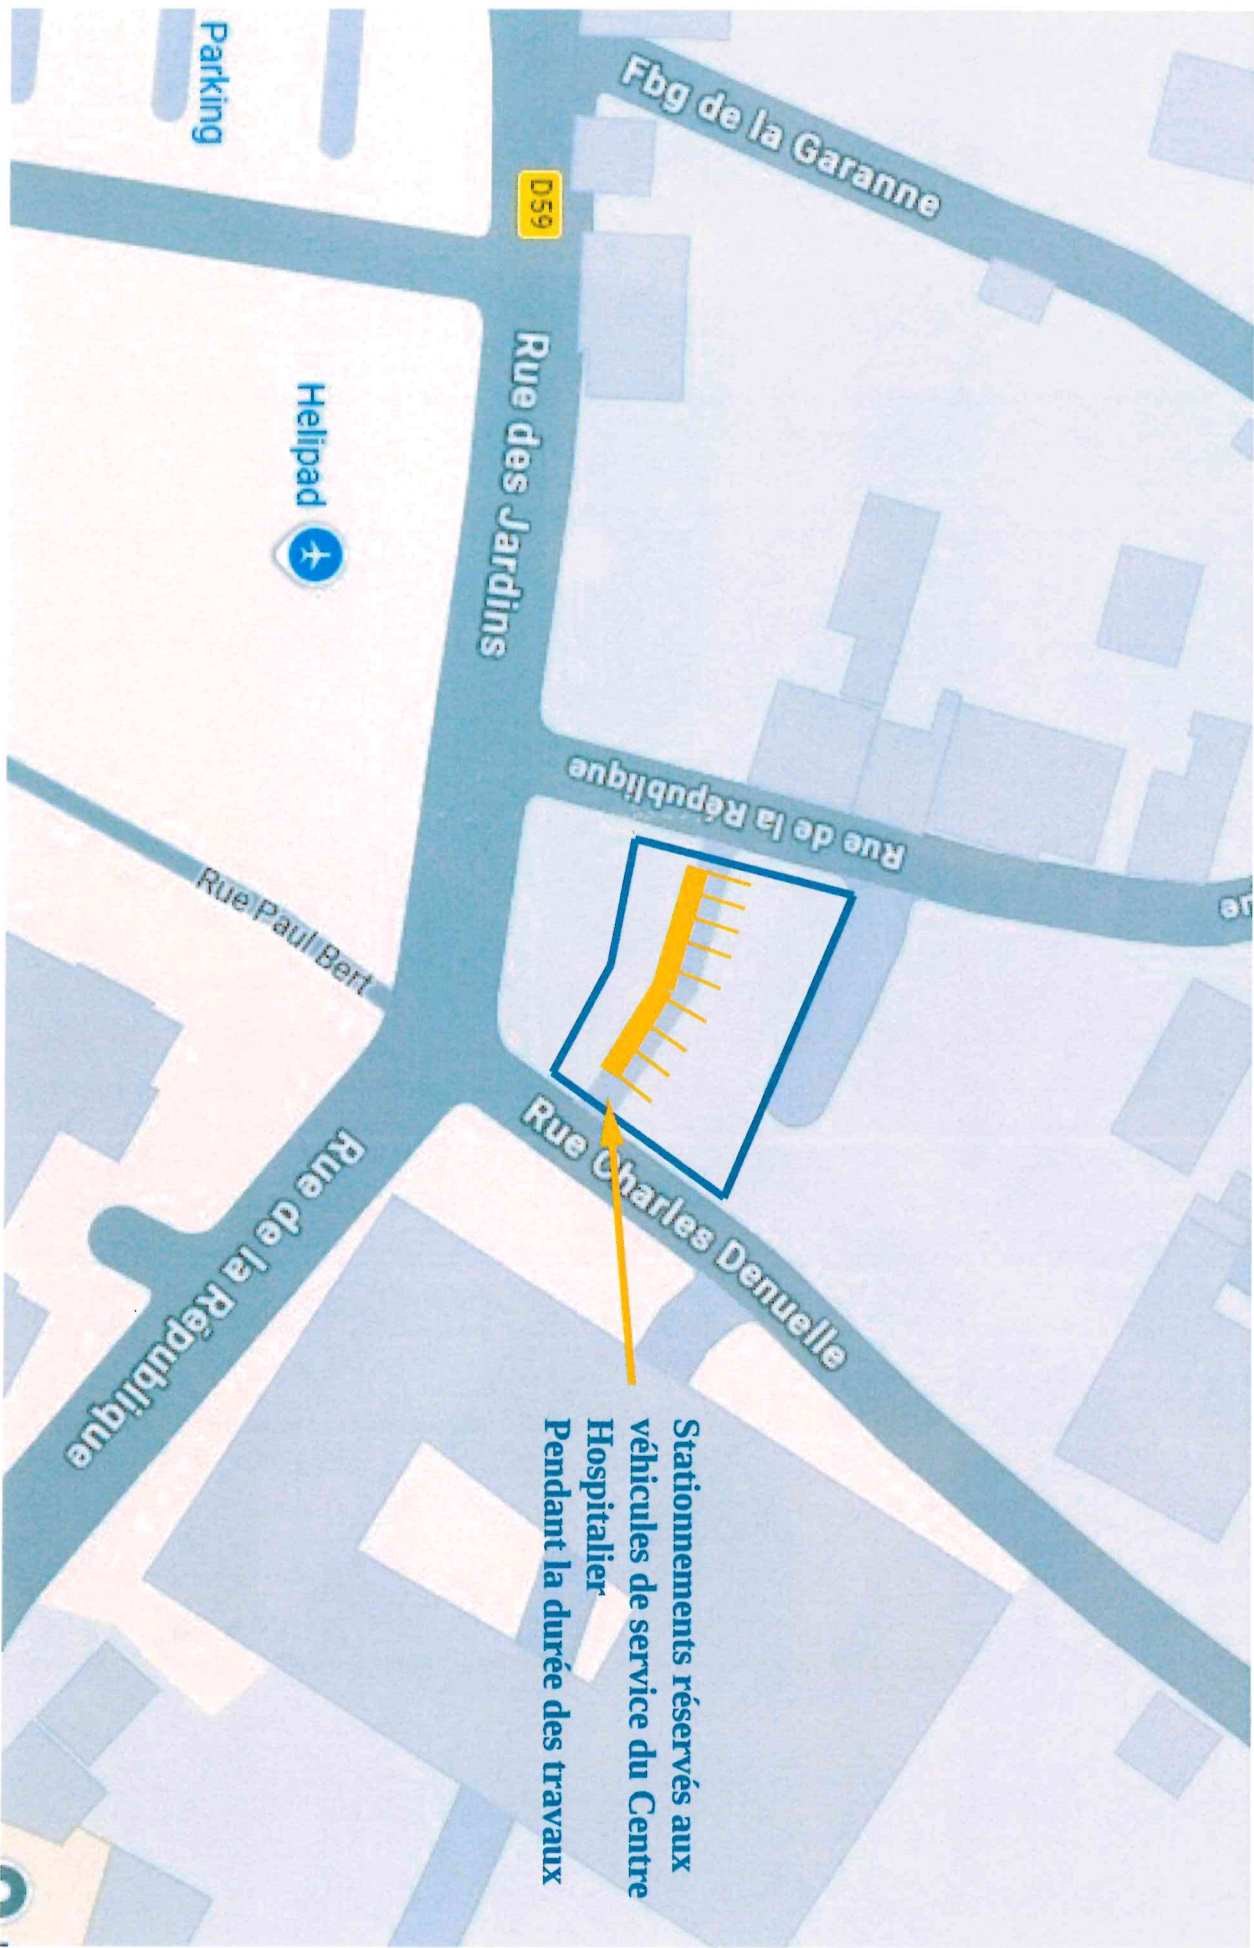 Parking
Fbg de la Garanne
D59
Rue des Jardins
Helipad
Rue de la République
ue
Rue Paul Bert
Rue Charles Denuelle
Rue de la République
Stationnements réservés aux
véhicules de service du Centre
Hospitalier
Pendant la durée des travaux